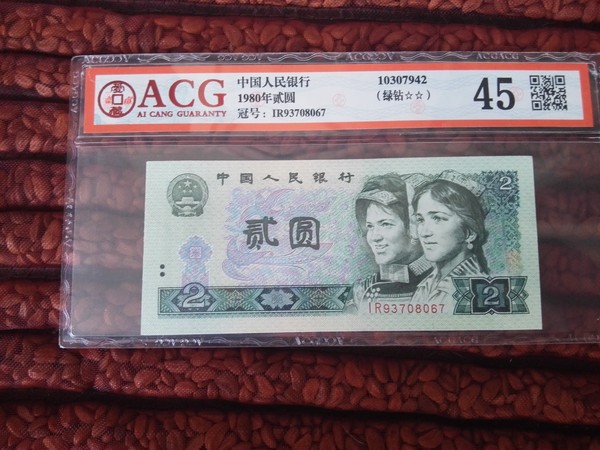 ACG
AI CANG GUARANTY
中国人民银行
1980年贰圆
冠号：IR93708067
10307942
（绿钻☆☆）
45
中国人民银行
2
贰圆
2
2
IR93708067